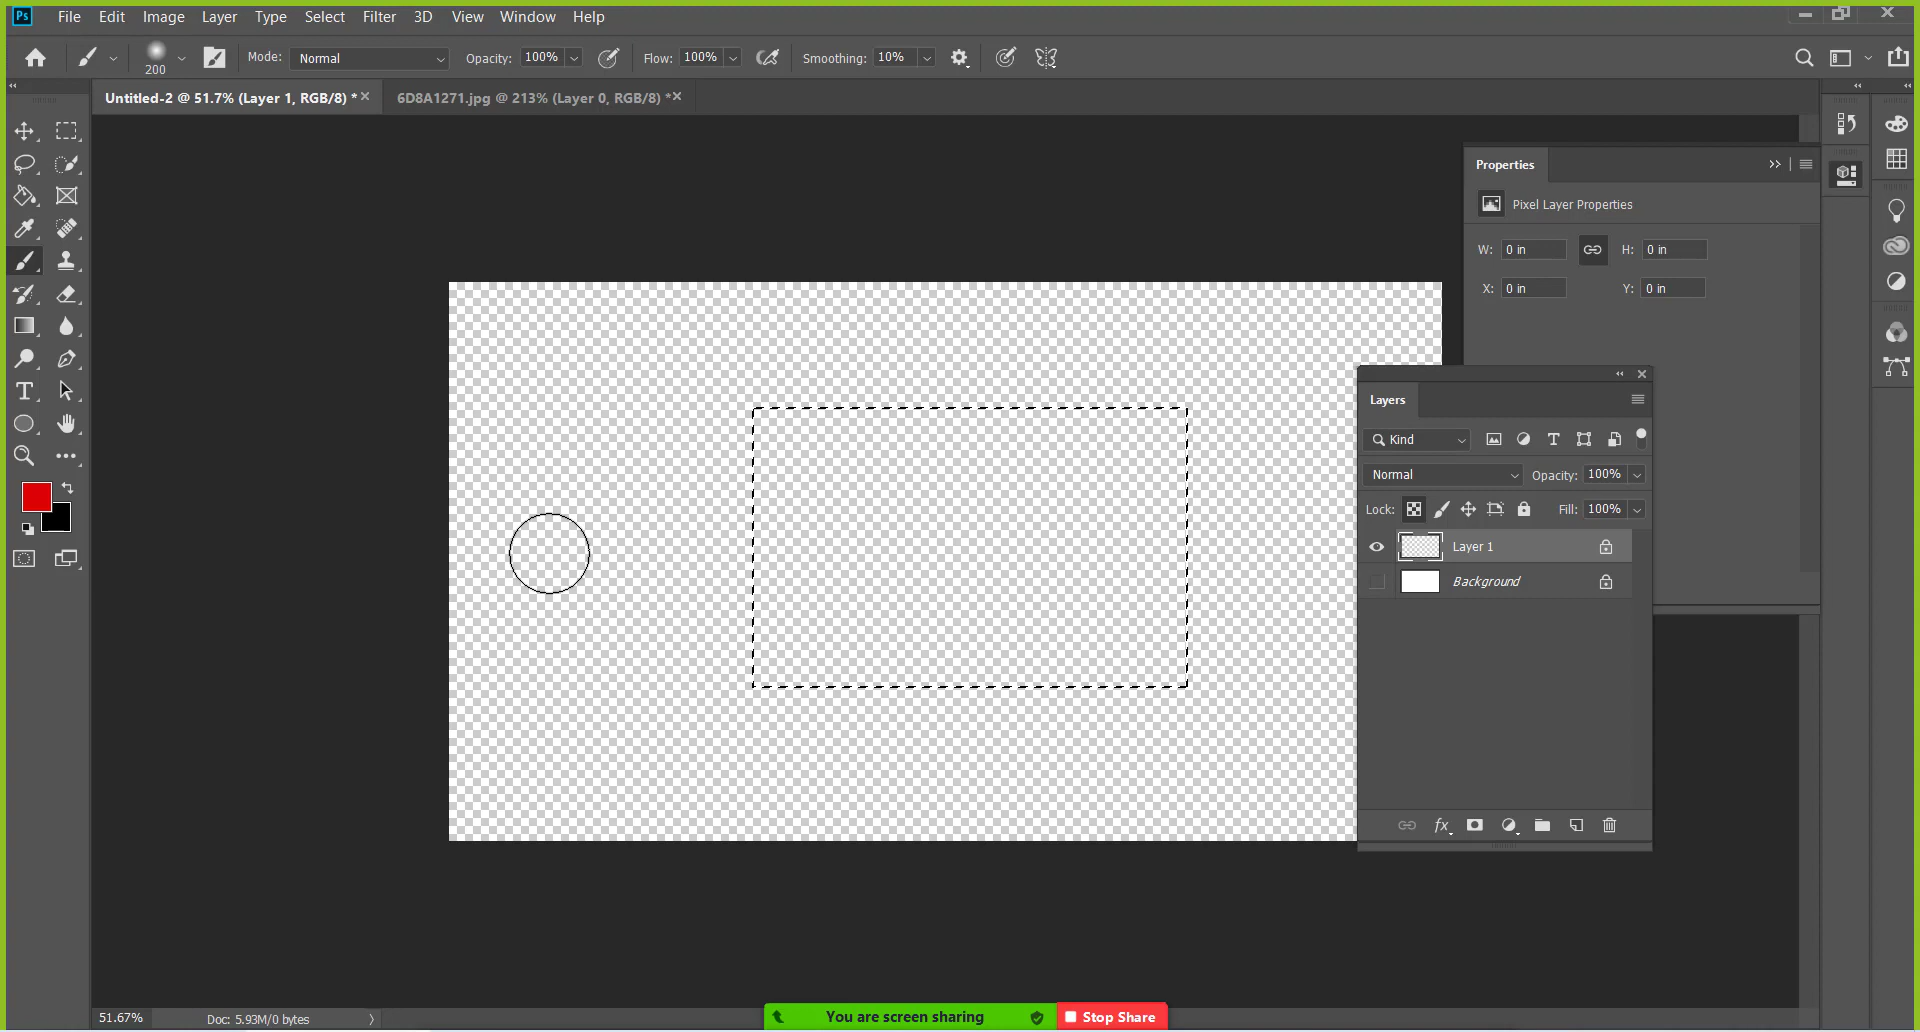 Ps File Edit Image Layer Type Select Filter 3D View Window Help
200 Mode: Normal Opacity: 100% Flow: 100% Smoothing: 10%
Untitled-2 @ 51.7% (Layer 1, RGB/8) * 6D8A1271.jpg @ 213% (Layer 0, RGB/8) *
Properties
Pixel Layer Properties
W: 0 in H: 0 in
X: 0 in Y: 0 in
Layers
Kind
Normal Opacity: 100%
Lock: Fill: 100%
Layer 1
Background
fx
51.67% Doc: 5.93M/0 bytes
You are screen sharing Stop Share